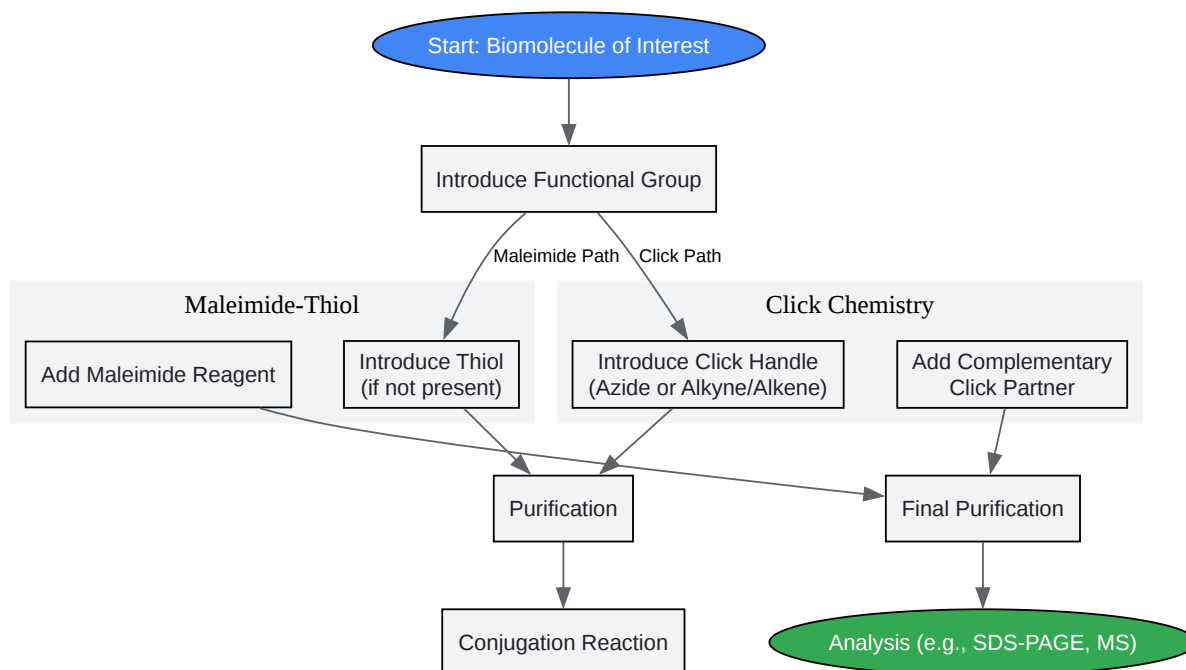 Start: Biomolecule of Interest
Introduce Functional Group
Maleimide Path
Click Path
Maleimide-Thiol
Click Chemistry
Add Maleimide Reagent
Introduce Thiol
(if not present)
Introduce Click Handle
(Azide or Alkyne/Alkene)
Add Complementary
Click Partner
Purification
Final Purification
Conjugation Reaction
Analysis (e.g., SDS-PAGE, MS)